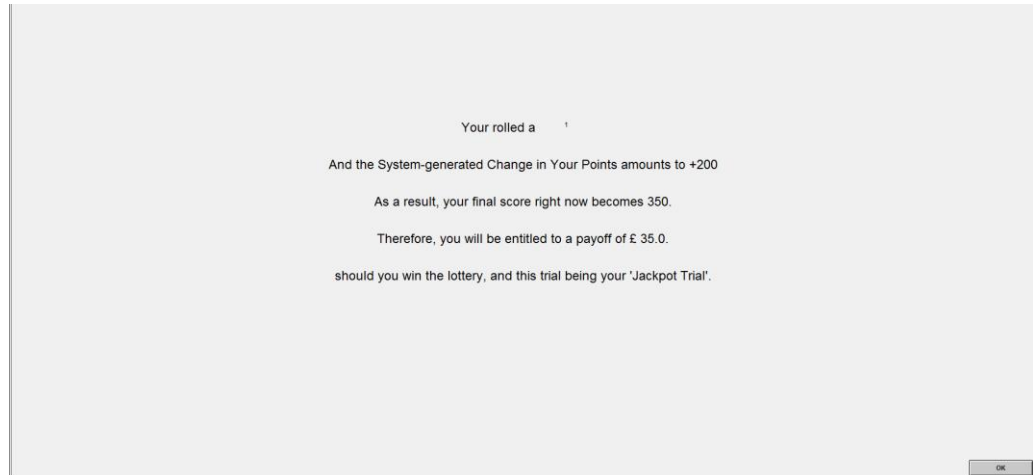 Your rolled a 1
And the System-generated Change in Your Points amounts to +200
As a result, your final score right now becomes 350.
Therefore, you will be entitled to a payoff of £ 35.0.
should you win the lottery, and this trial being your 'Jackpot Trial'.
OK